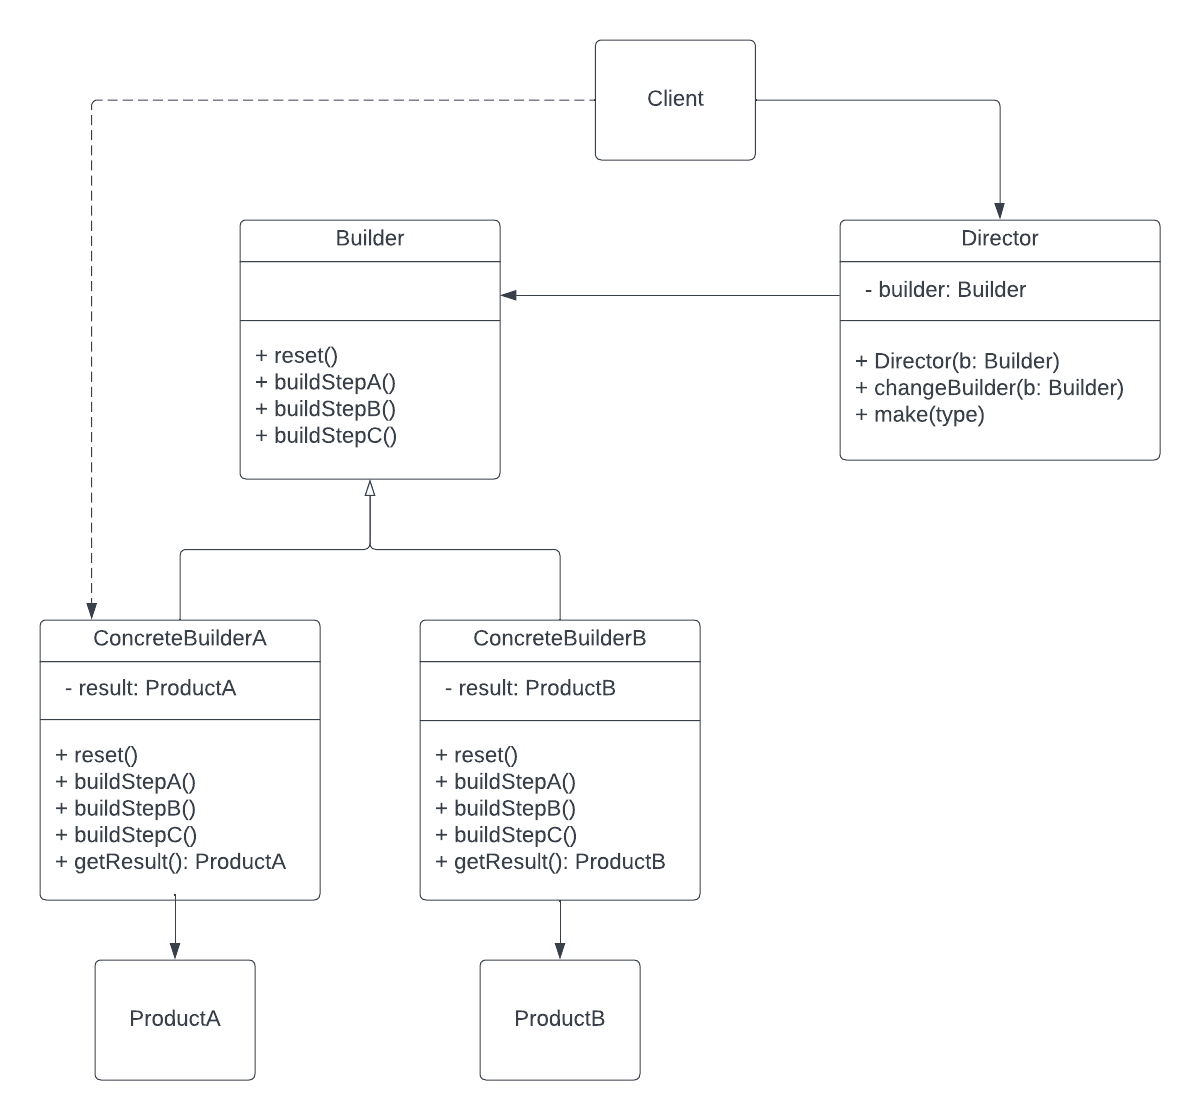 Client
Builder
+ reset()
+ buildStepA()
+ buildStepB()
+ buildStepC()
Director
- builder: Builder
+ Director(b: Builder)
+ changeBuilder(b: Builder)
+ make(type)
ConcreteBuilderA
- result: ProductA
+ reset()
+ buildStepA()
+ buildStepB()
+ buildStepC()
+ getResult(): ProductA
ConcreteBuilderB
- result: ProductB
+ reset()
+ buildStepA()
+ buildStepB()
+ buildStepC()
+ getResult(): ProductB
ProductA
ProductB